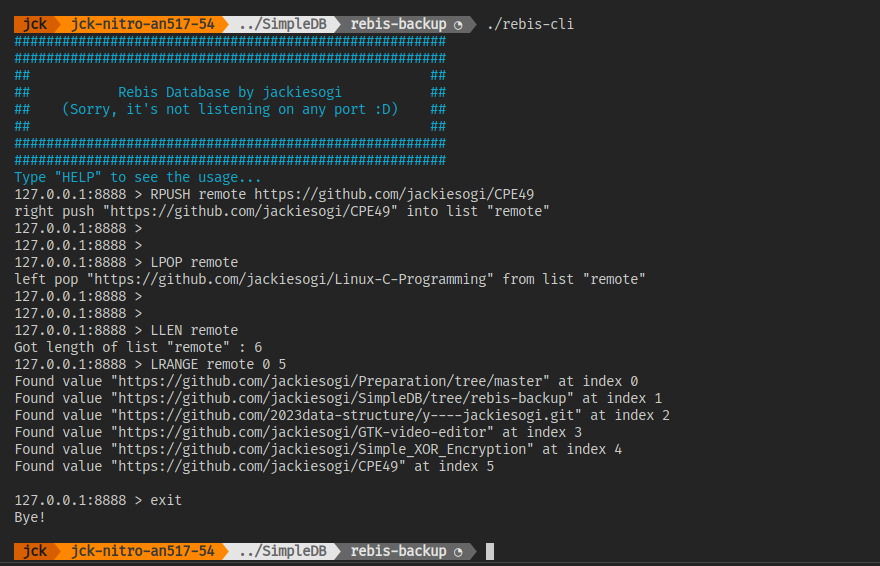 jck jck-nitro-an517-54 ../SimpleDB rebis-backup ◔ ./rebis-cli
######################################################
######################################################
## ##
## Rebis Database by jackiesogi ##
## (Sorry, it's not listening on any port :D) ##
## ##
######################################################
######################################################
Type "HELP" to see the usage...
127.0.0.1:8888 > RPUSH remote https://github.com/jackiesogi/CPE49
right push "https://github.com/jackiesogi/CPE49" into list "remote"
127.0.0.1:8888 >
127.0.0.1:8888 >
127.0.0.1:8888 > LPOP remote
left pop "https://github.com/jackiesogi/Linux-C-Programming" from list "remote"
127.0.0.1:8888 >
127.0.0.1:8888 >
127.0.0.1:8888 > LLEN remote
Got length of list "remote" : 6
127.0.0.1:8888 > LRANGE remote 0 5
Found value "https://github.com/jackiesogi/Preparation/tree/master" at index 0
Found value "https://github.com/jackiesogi/SimpleDB/tree/rebis-backup" at index 1
Found value "https://github.com/2023data-structure/y----jackiesogi.git" at index 2
Found value "https://github.com/jackiesogi/GTK-video-editor" at index 3
Found value "https://github.com/jackiesogi/Simple_XOR_Encryption" at index 4
Found value "https://github.com/jackiesogi/CPE49" at index 5
127.0.0.1:8888 > exit
Bye!
jck jck-nitro-an517-54 ../SimpleDB rebis-backup ◔